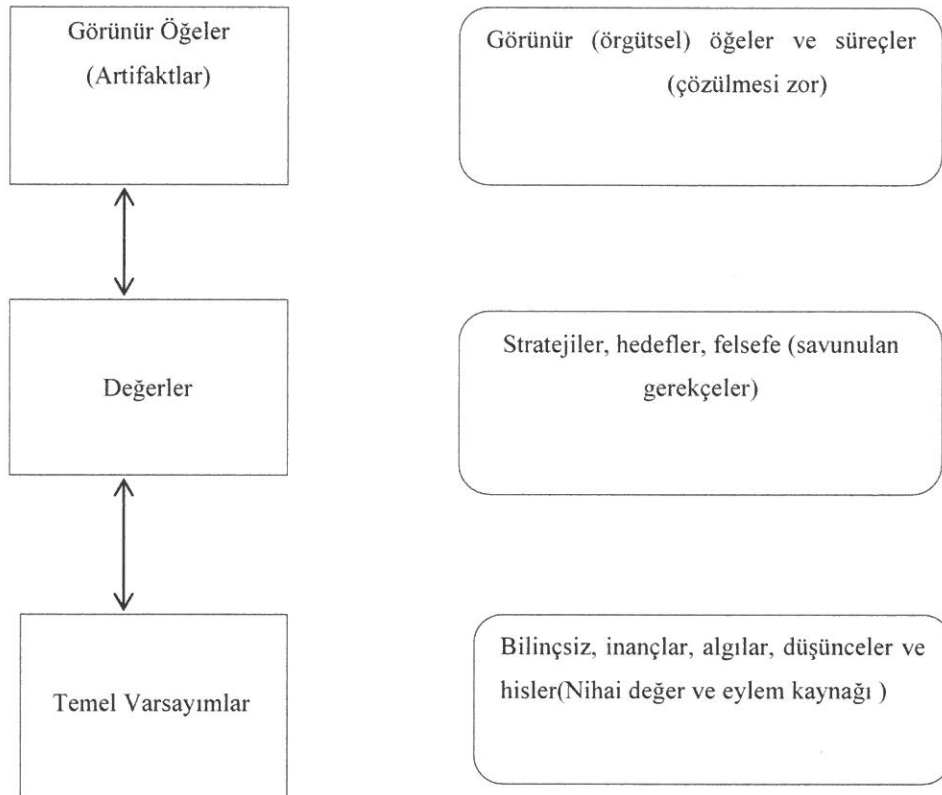 Görünür Öğeler
(Artifaktlar)
Görünür (örgütsel) öğeler ve süreçler
(çözülmesi zor)
Değerler
Stratejiler, hedefler, felsefe (savunulan
gerekçeler)
Temel Varsayımlar
Bilinçsiz, inançlar, algılar, düşünceler ve
hisler(Nihai değer ve eylem kaynağı )